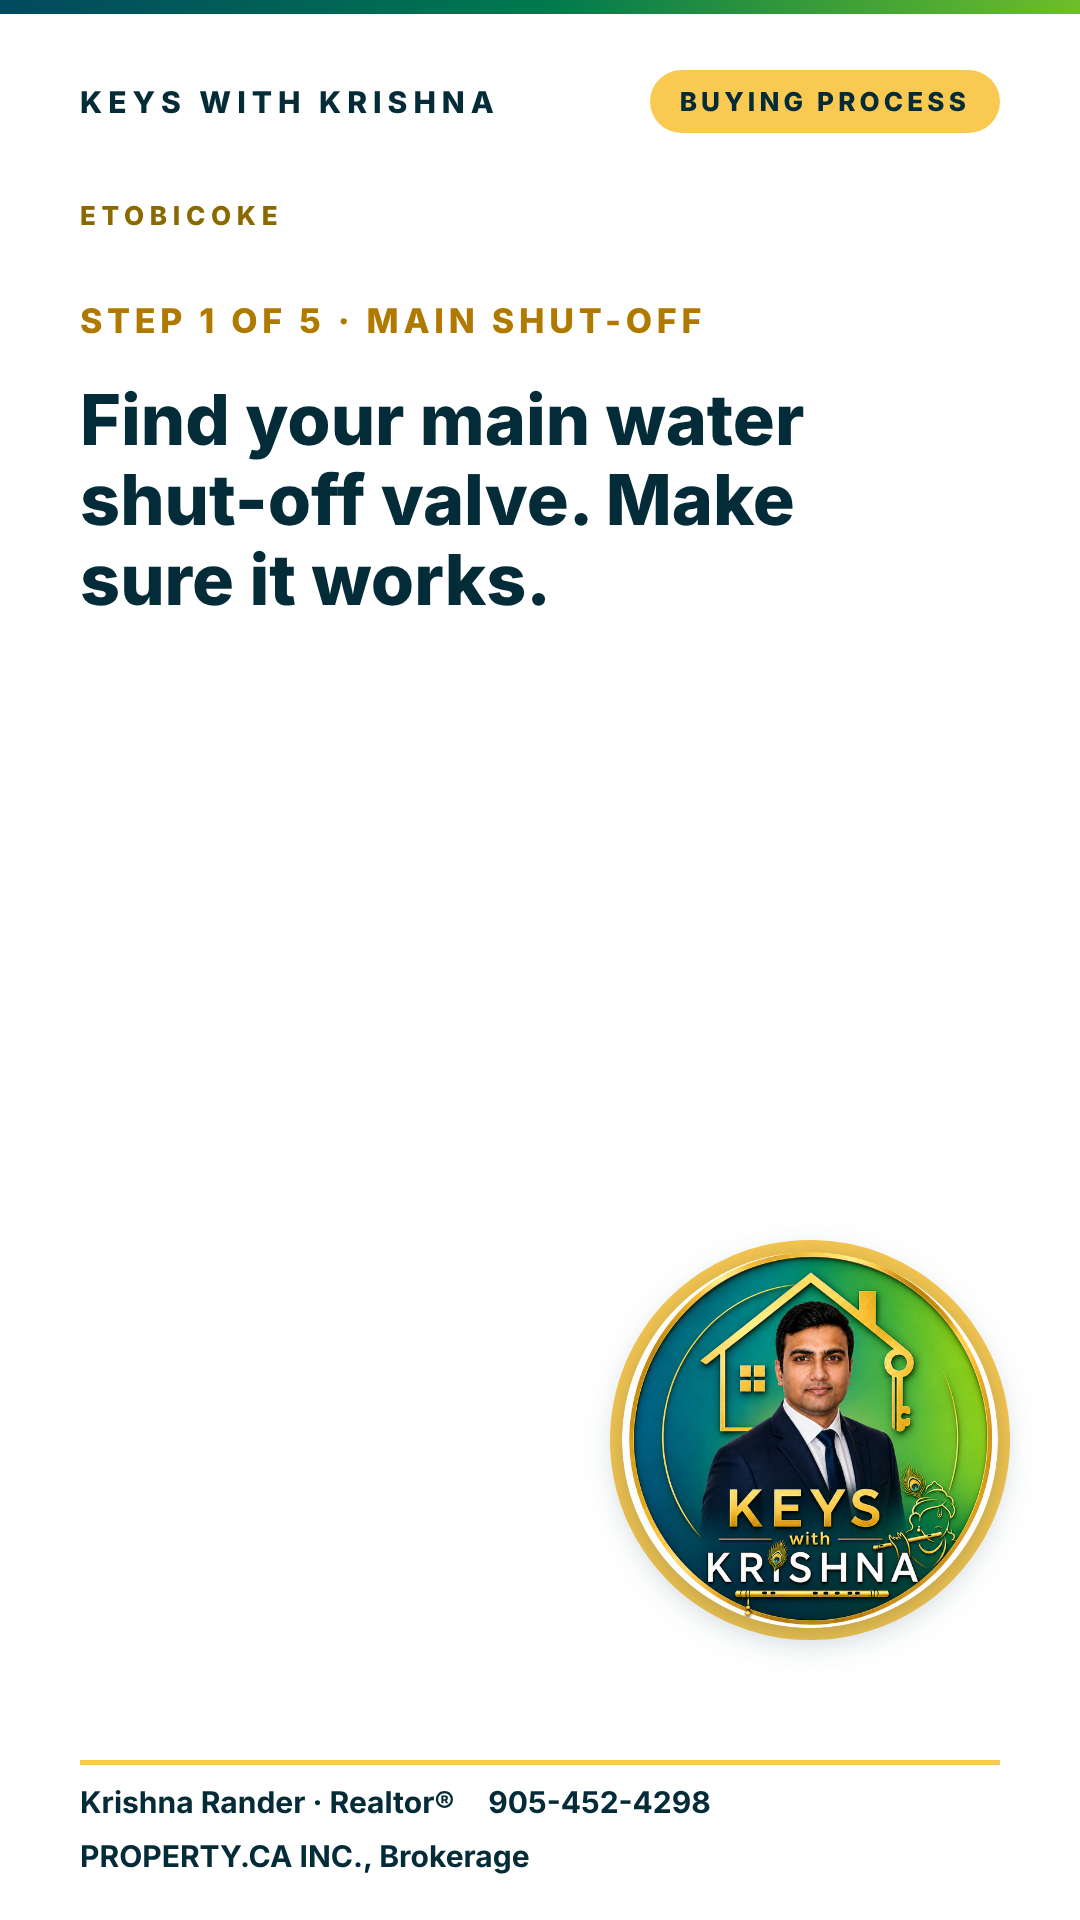 KEYS WITH KRISHNA
BUYING PROCESS
ETOBICOKE
STEP 1 OF 5 · MAIN SHUT-OFF
Find your main water
shut-off valve. Make
sure it works.
KEYS
with
KRISHNA
Krishna Rander · Realtor® 905-452-4298
PROPERTY.CA INC., Brokerage